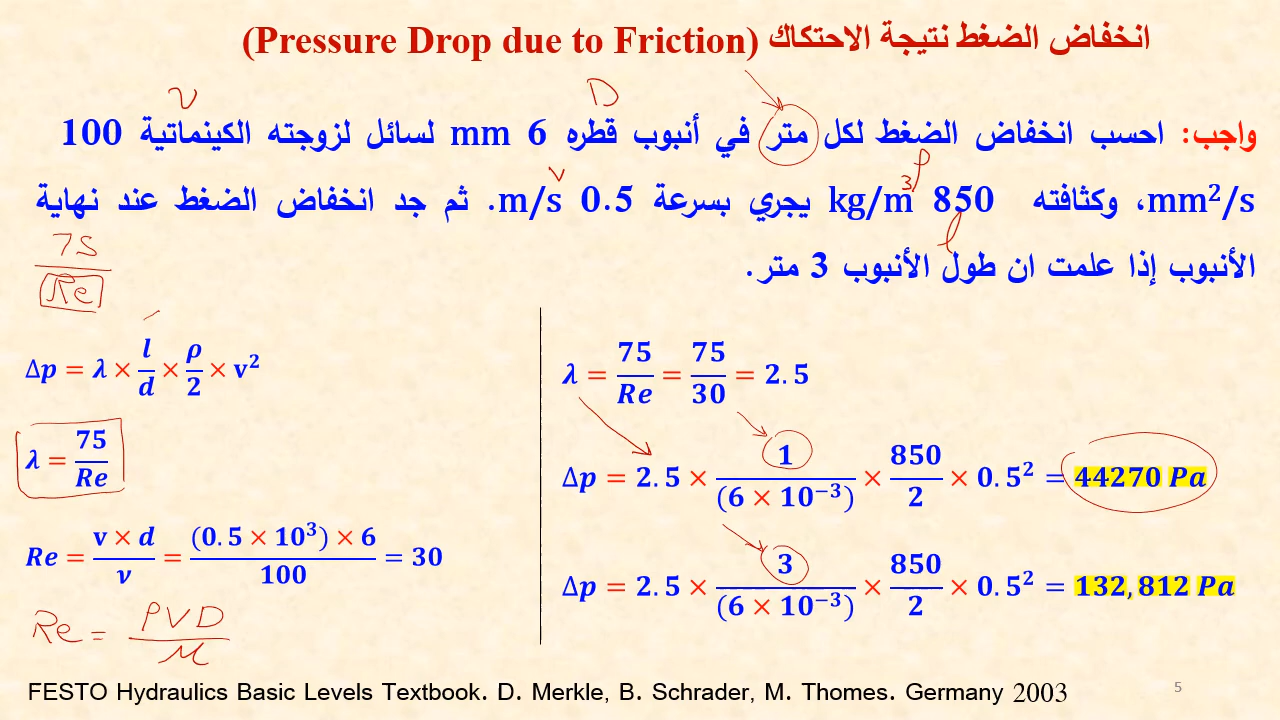 انخفاض الضغط نتيجة الاحتكاك (Pressure Drop due to Friction)
ν D
واجب: احسب انخفاض الضغط لكل متر في أنبوب قطره 6 mm لسائل لزوجته الكينماتية 100
v ρ
mm²/s، وكثافته 850 kg/m³ يجري بسرعة 0.5 m/s. ثم جد انخفاض الضغط عند نهاية
l
الأنبوب إذا علمت ان طول الأنبوب 3 متر.
75/Re
Δp = λ × l/d × ρ/2 × v²
λ = 75/Re
Re = (v × d)/ν = ((0.5 × 10³) × 6)/100 = 30
Re = ρVD/μ
λ = 75/Re = 75/30 = 2.5
Δp = 2.5 × 1/(6 × 10⁻³) × 850/2 × 0.5² = 44270 Pa
Δp = 2.5 × 3/(6 × 10⁻³) × 850/2 × 0.5² = 132,812 Pa
FESTO Hydraulics Basic Levels Textbook. D. Merkle, B. Schrader, M. Thomes. Germany 2003
5